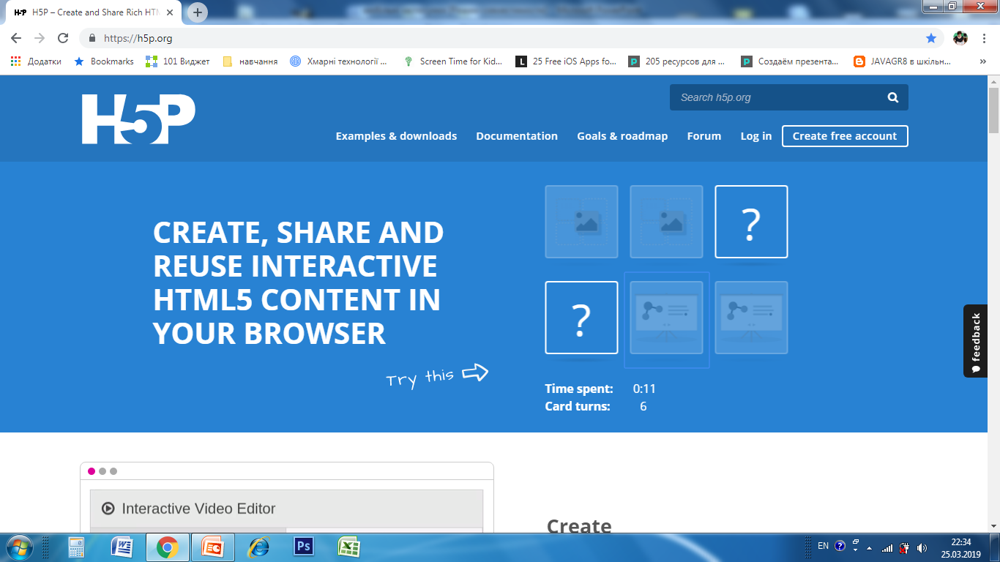 H5P – Create and Share Rich HTM
https://h5p.org
Додатки
Bookmarks
101 Виджет
навчання
Хмарні технології ...
Screen Time for Kid...
25 Free iOS Apps fo...
205 ресурсов для ...
Создаём презента...
JAVAGR8 в шкільн...
H5P
Search h5p.org
Examples & downloads
Documentation
Goals & roadmap
Forum
Log in
Create free account
CREATE, SHARE AND
REUSE INTERACTIVE
HTML5 CONTENT IN
YOUR BROWSER
Try this
?
?
Time spent: 0:11
Card turns: 6
feedback
Interactive Video Editor
Create
EN
22:34
25.03.2019